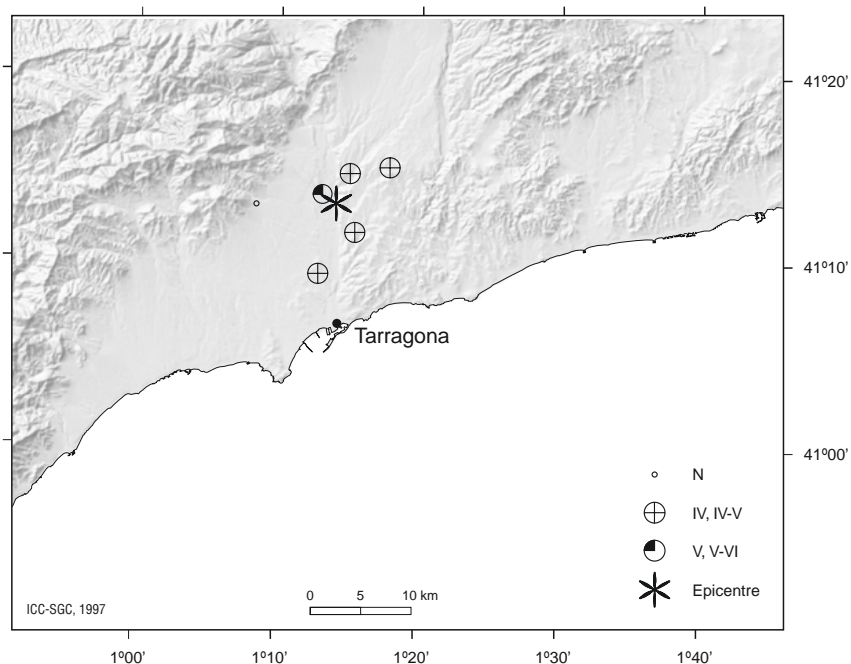 41º20'
41º10'
Tarragona
41º00'
N
IV, IV-V
V, V-VI
Epicentre
0 5 10 km
ICC-SGC, 1997
1º00' 1º10' 1º20' 1º30' 1º40'